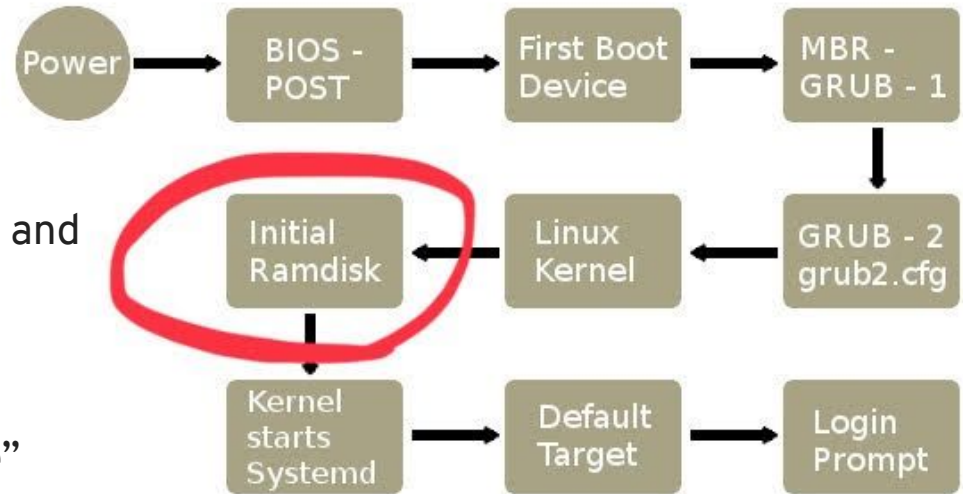 Power
BIOS -
POST
First Boot
Device
MBR -
GRUB - 1
and
Initial
Ramdisk
Linux
Kernel
GRUB - 2
grub2.cfg
Kernel
starts
Systemd
Default
Target
Login
Prompt